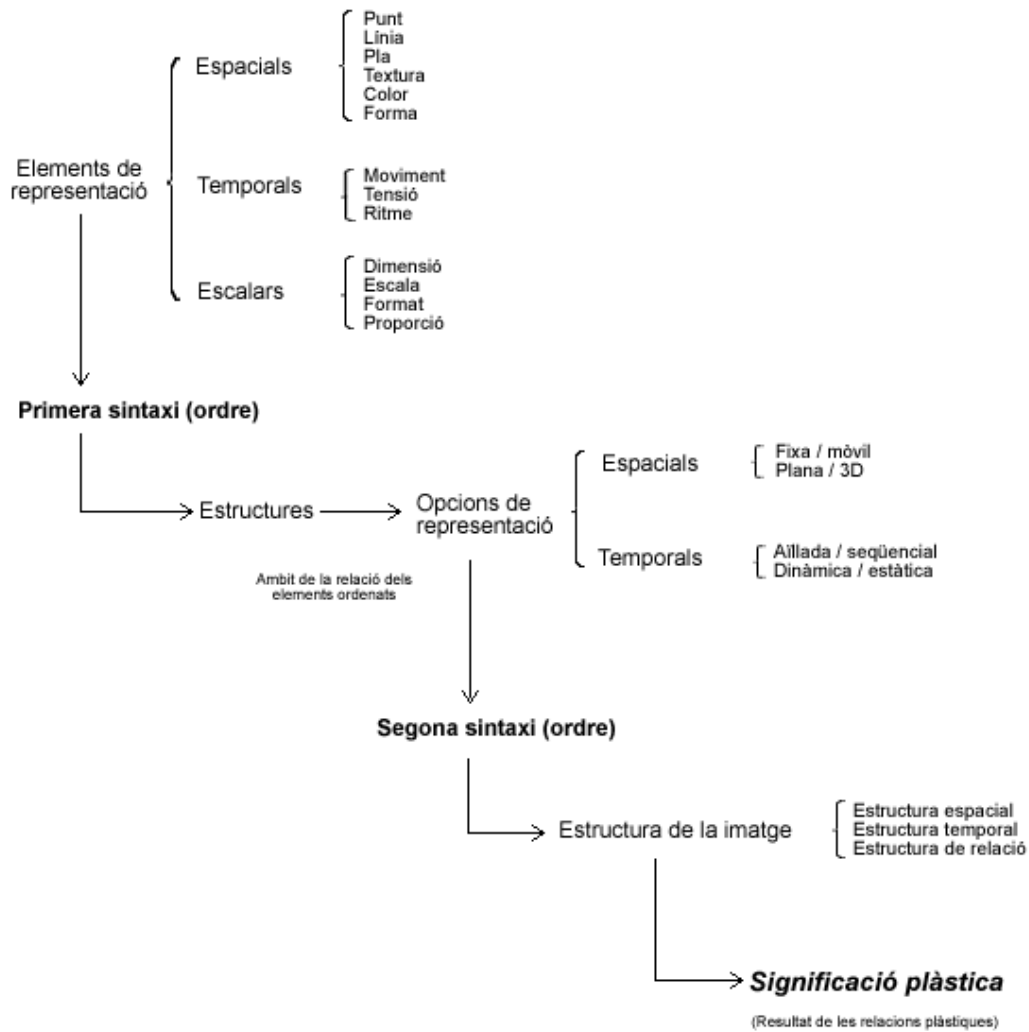 Punt
Línia
Espacials
Pla
Textura
Color
Forma
Elements de
representació
Temporals
Moviment
Tensió
Ritme
Escalars
Dimensió
Escala
Format
Proporció
Primera sintaxi (ordre)
Estructures
Opcions de
representació
Espacials
Fixa / mòvil
Plana / 3D
Temporals
Aïllada / seqüencial
Dinàmica / estàtica
Ambit de la relació dels
elements ordenats
Segona sintaxi (ordre)
Estructura de la imatge
Estructura espacial
Estructura temporal
Estructura de relació
Significació plàstica
(Resultat de les relacions plàstiques)